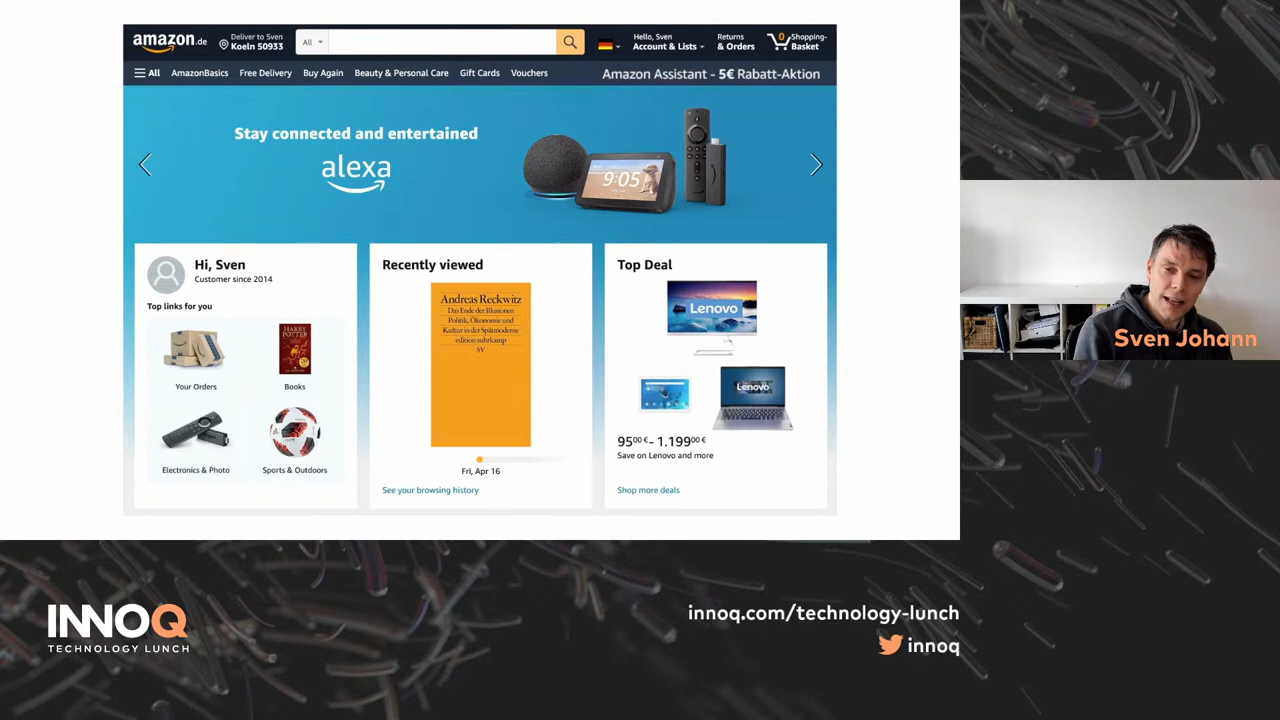 amazon.de
Deliver to Sven
Koeln 50933
All
0
Hello, Sven
Account & Lists
Returns
& Orders
Shopping-
Basket
All AmazonBasics Free Delivery Buy Again Beauty & Personal Care Gift Cards Vouchers Amazon Assistant - 5€ Rabatt-Aktion
Stay connected and entertained
alexa
9:05
Hi, Sven
Customer since 2014
Top links for you
HARRY
POTTER
Your Orders
Books
Electronics & Photo
Sports & Outdoors
Recently viewed
Andreas Reckwitz
Das Ende der Illusionen
Politik, Ökonomie und
Kultur in der Spätmoderne
edition suhrkamp
SV
Fri, Apr 16
See your browsing history
Top Deal
Lenovo
Lenovo
95⁰⁰ € - 1.199⁰⁰ €
Save on Lenovo and more
Shop more deals
Sven Johann
INNOQ
TECHNOLOGY LUNCH
innoq.com/technology-lunch
innoq